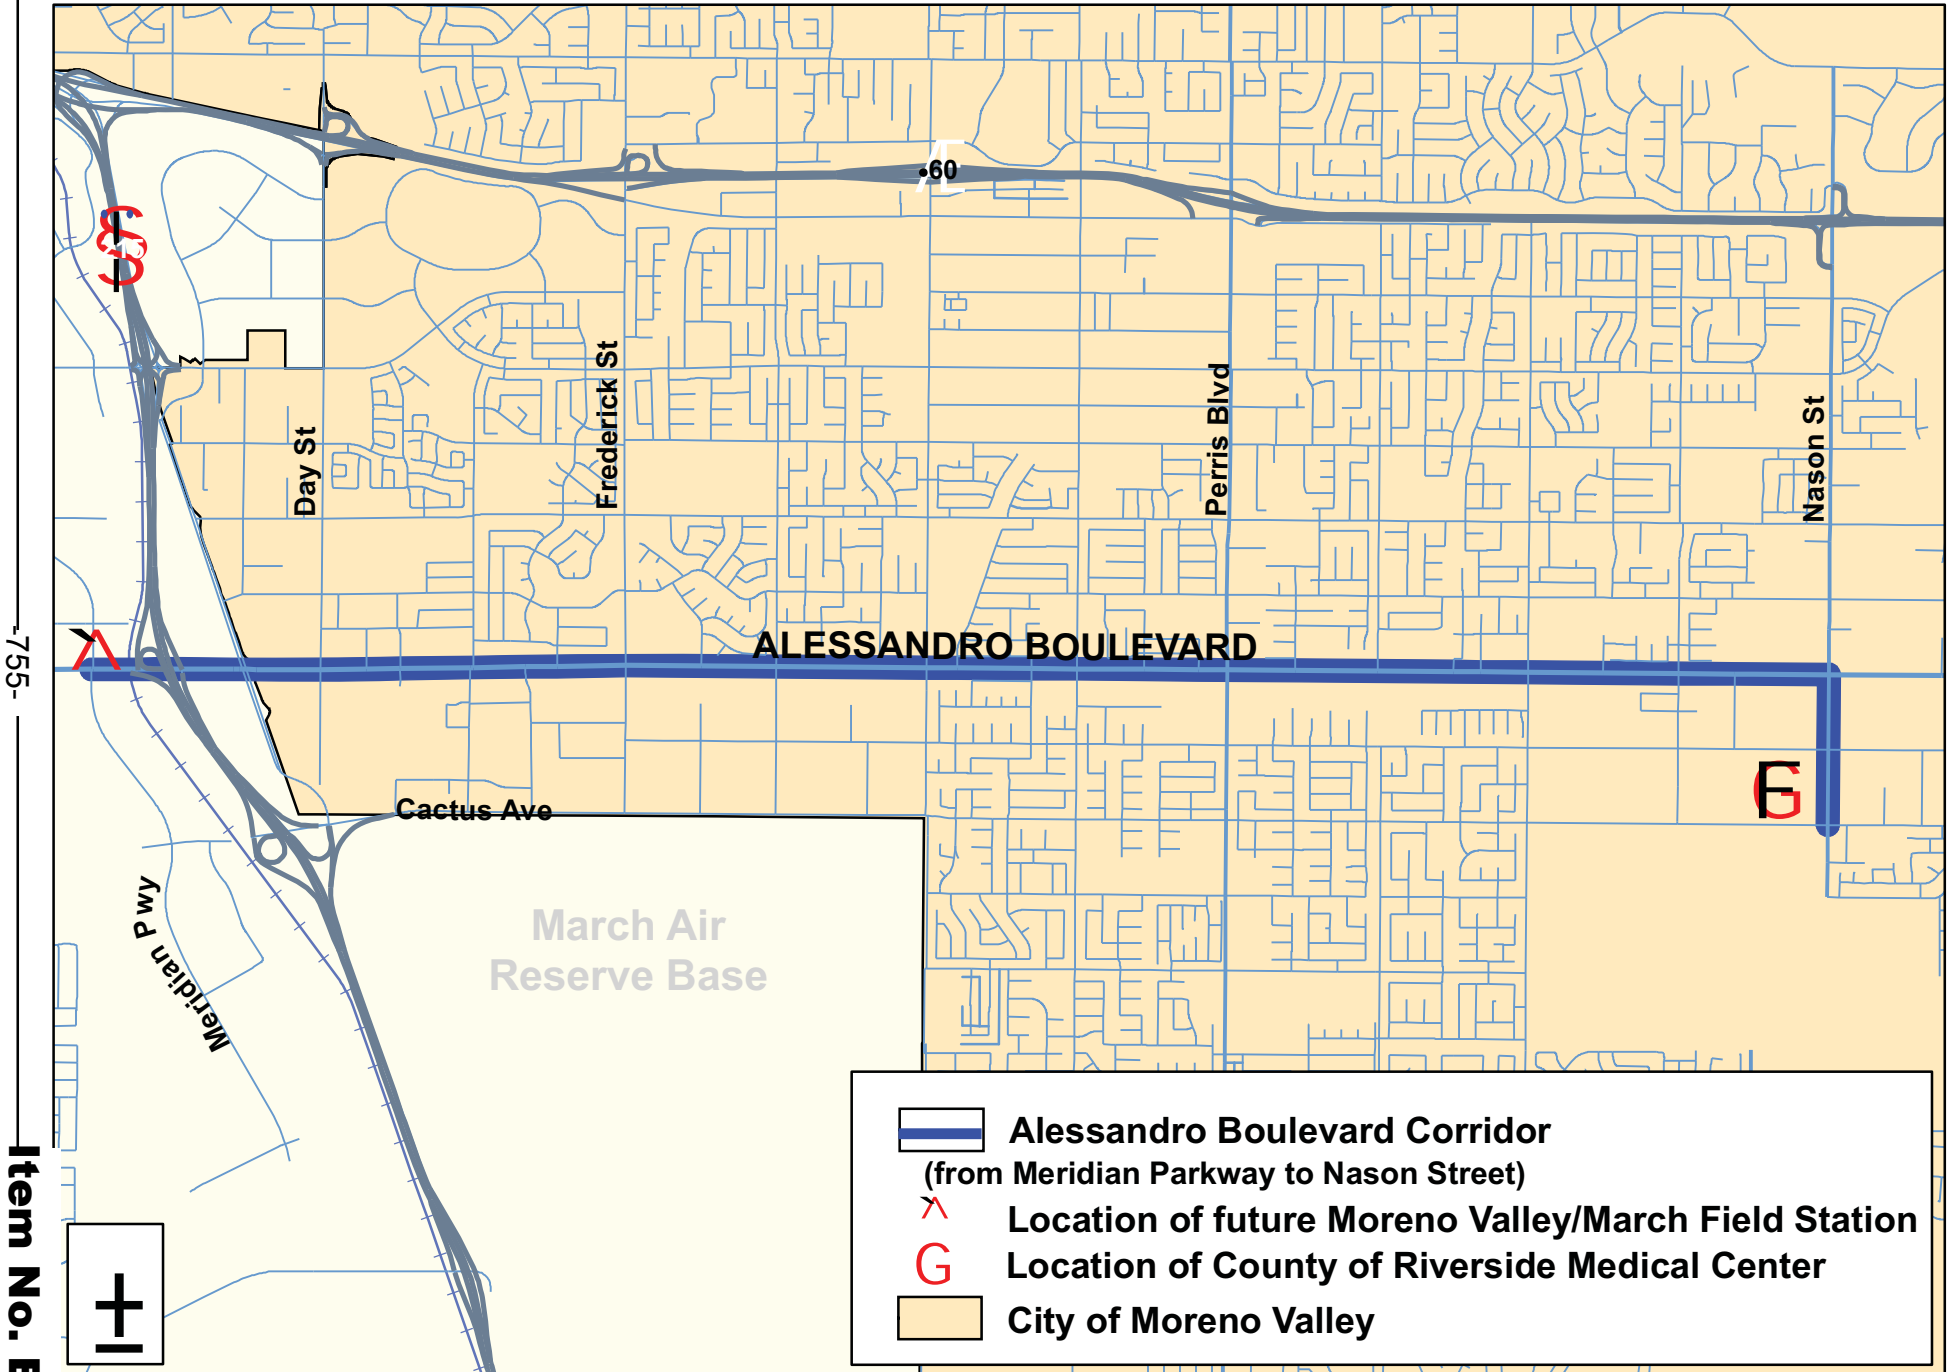 60
Day St
Frederick St
Perris Blvd
Nason St
ALESSANDRO BOULEVARD
Cactus Ave
Meridian Pwy
March Air
Reserve Base
Alessandro Boulevard Corridor
(from Meridian Parkway to Nason Street)
Location of future Moreno Valley/March Field Station
G Location of County of Riverside Medical Center
City of Moreno Valley
F
G
±
-755-
Item No.